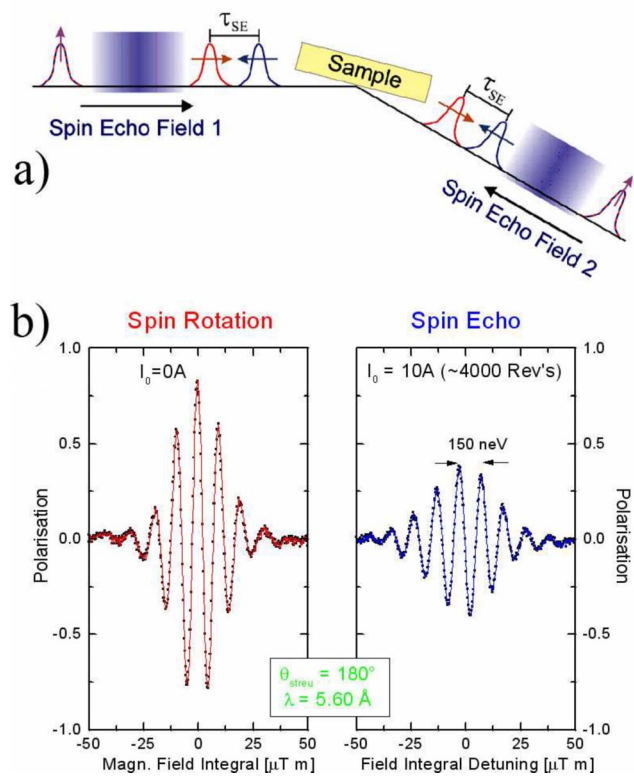 τSE
Sample
τSE
Spin Echo Field 1
Spin Echo Field 2
a)
b)
Spin Rotation
Spin Echo
1.0
0.5
0.0
-0.5
-1.0
Polarisation
I0=0A
I0 = 10A (~4000 Rev's)
150 neV
1.0
0.5
0.0
-0.5
-1.0
Polarisation
θstreu = 180°
λ = 5.60 Å
-50 -25 0 25 50
-50 -25 0 25 50
Magn. Field Integral [µT m]
Field Integral Detuning [µT m]